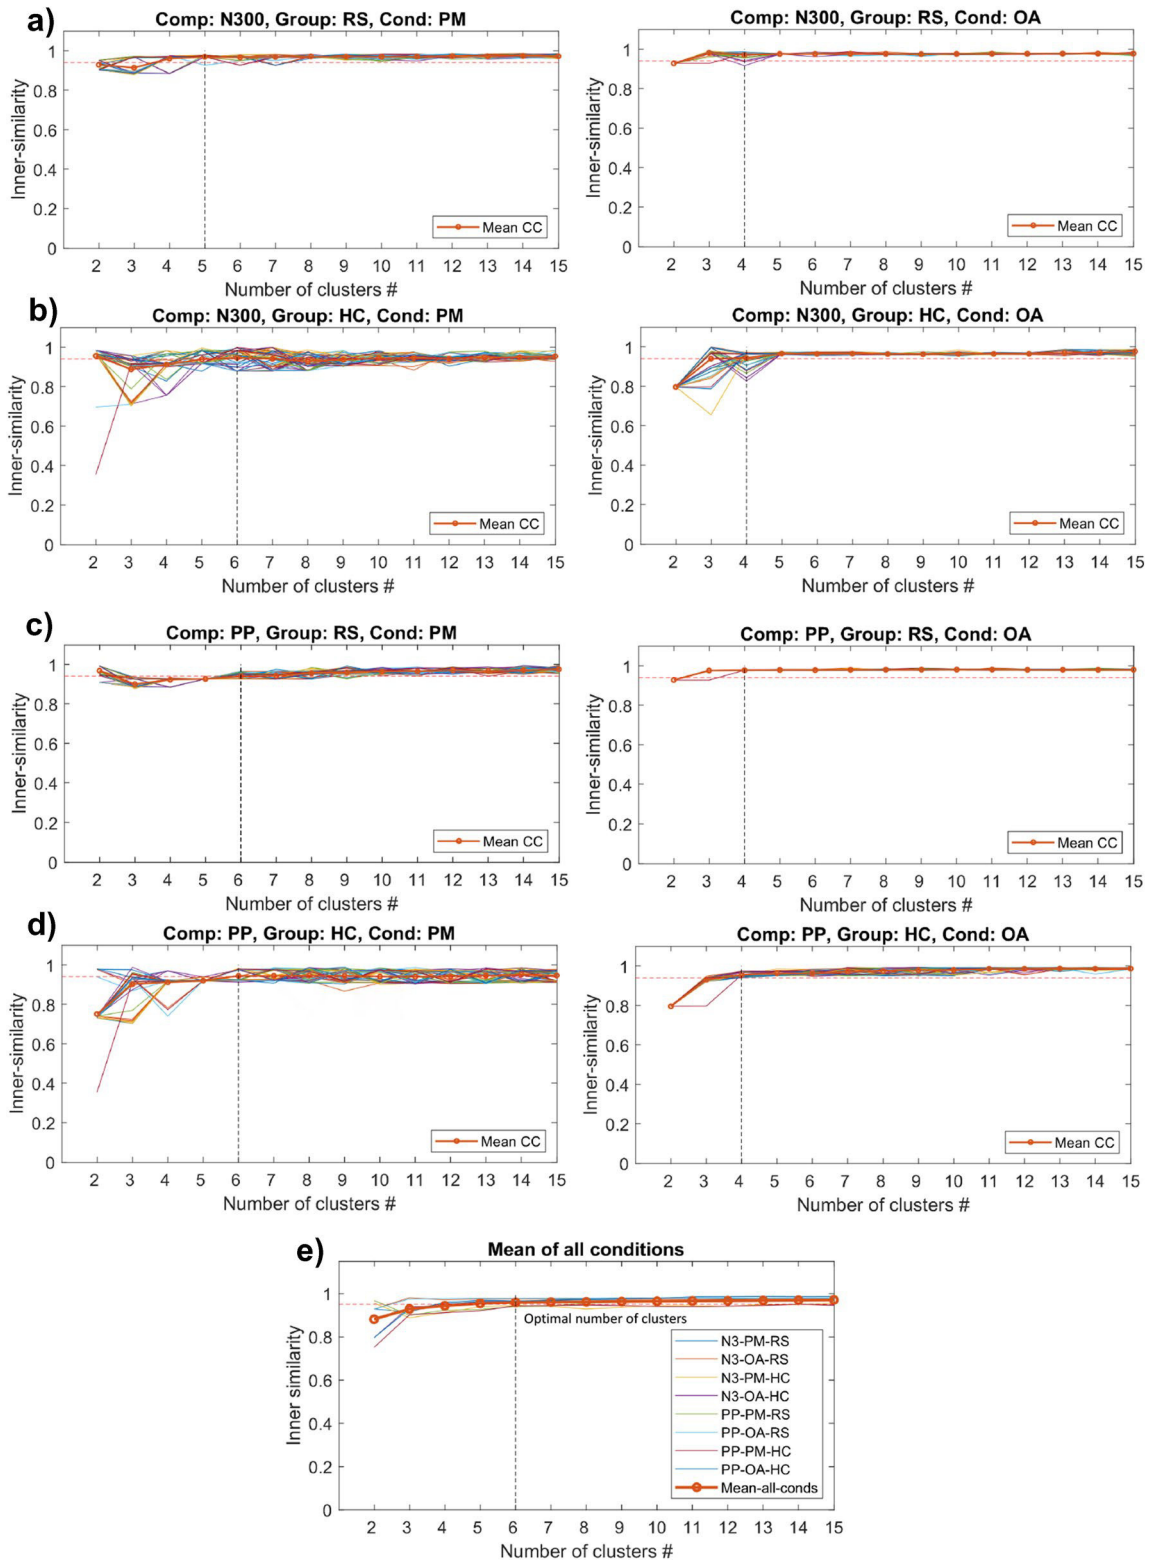 a)
Comp: N300, Group: RS, Cond: PM
1
0.8
0.6
0.4
0.2
0
Inner-similarity
Mean CC
2 3 4 5 6 7 8 9 10 11 12 13 14 15
Number of clusters #
Comp: N300, Group: RS, Cond: OA
1
0.8
0.6
0.4
0.2
0
Inner-similarity
Mean CC
2 3 4 5 6 7 8 9 10 11 12 13 14 15
Number of clusters #
b)
Comp: N300, Group: HC, Cond: PM
1
0.8
0.6
0.4
0.2
0
Inner-similarity
Mean CC
2 3 4 5 6 7 8 9 10 11 12 13 14 15
Number of clusters #
Comp: N300, Group: HC, Cond: OA
1
0.8
0.6
0.4
0.2
0
Inner-similarity
Mean CC
2 3 4 5 6 7 8 9 10 11 12 13 14 15
Number of clusters #
c)
Comp: PP, Group: RS, Cond: PM
1
0.8
0.6
0.4
0.2
0
Inner-similarity
Mean CC
2 3 4 5 6 7 8 9 10 11 12 13 14 15
Number of clusters #
Comp: PP, Group: RS, Cond: OA
1
0.8
0.6
0.4
0.2
0
Inner-similarity
Mean CC
2 3 4 5 6 7 8 9 10 11 12 13 14 15
Number of clusters #
d)
Comp: PP, Group: HC, Cond: PM
1
0.8
0.6
0.4
0.2
0
Inner-similarity
Mean CC
2 3 4 5 6 7 8 9 10 11 12 13 14 15
Number of clusters #
Comp: PP, Group: HC, Cond: OA
1
0.8
0.6
0.4
0.2
0
Inner-similarity
Mean CC
2 3 4 5 6 7 8 9 10 11 12 13 14 15
Number of clusters #
e)
Mean of all conditions
1
0.8
0.6
0.4
0.2
0
Inner similarity
Optimal number of clusters
N3-PM-RS
N3-OA-RS
N3-PM-HC
N3-OA-HC
PP-PM-RS
PP-OA-RS
PP-PM-HC
PP-OA-HC
Mean-all-conds
2 3 4 5 6 7 8 9 10 11 12 13 14 15
Number of clusters #